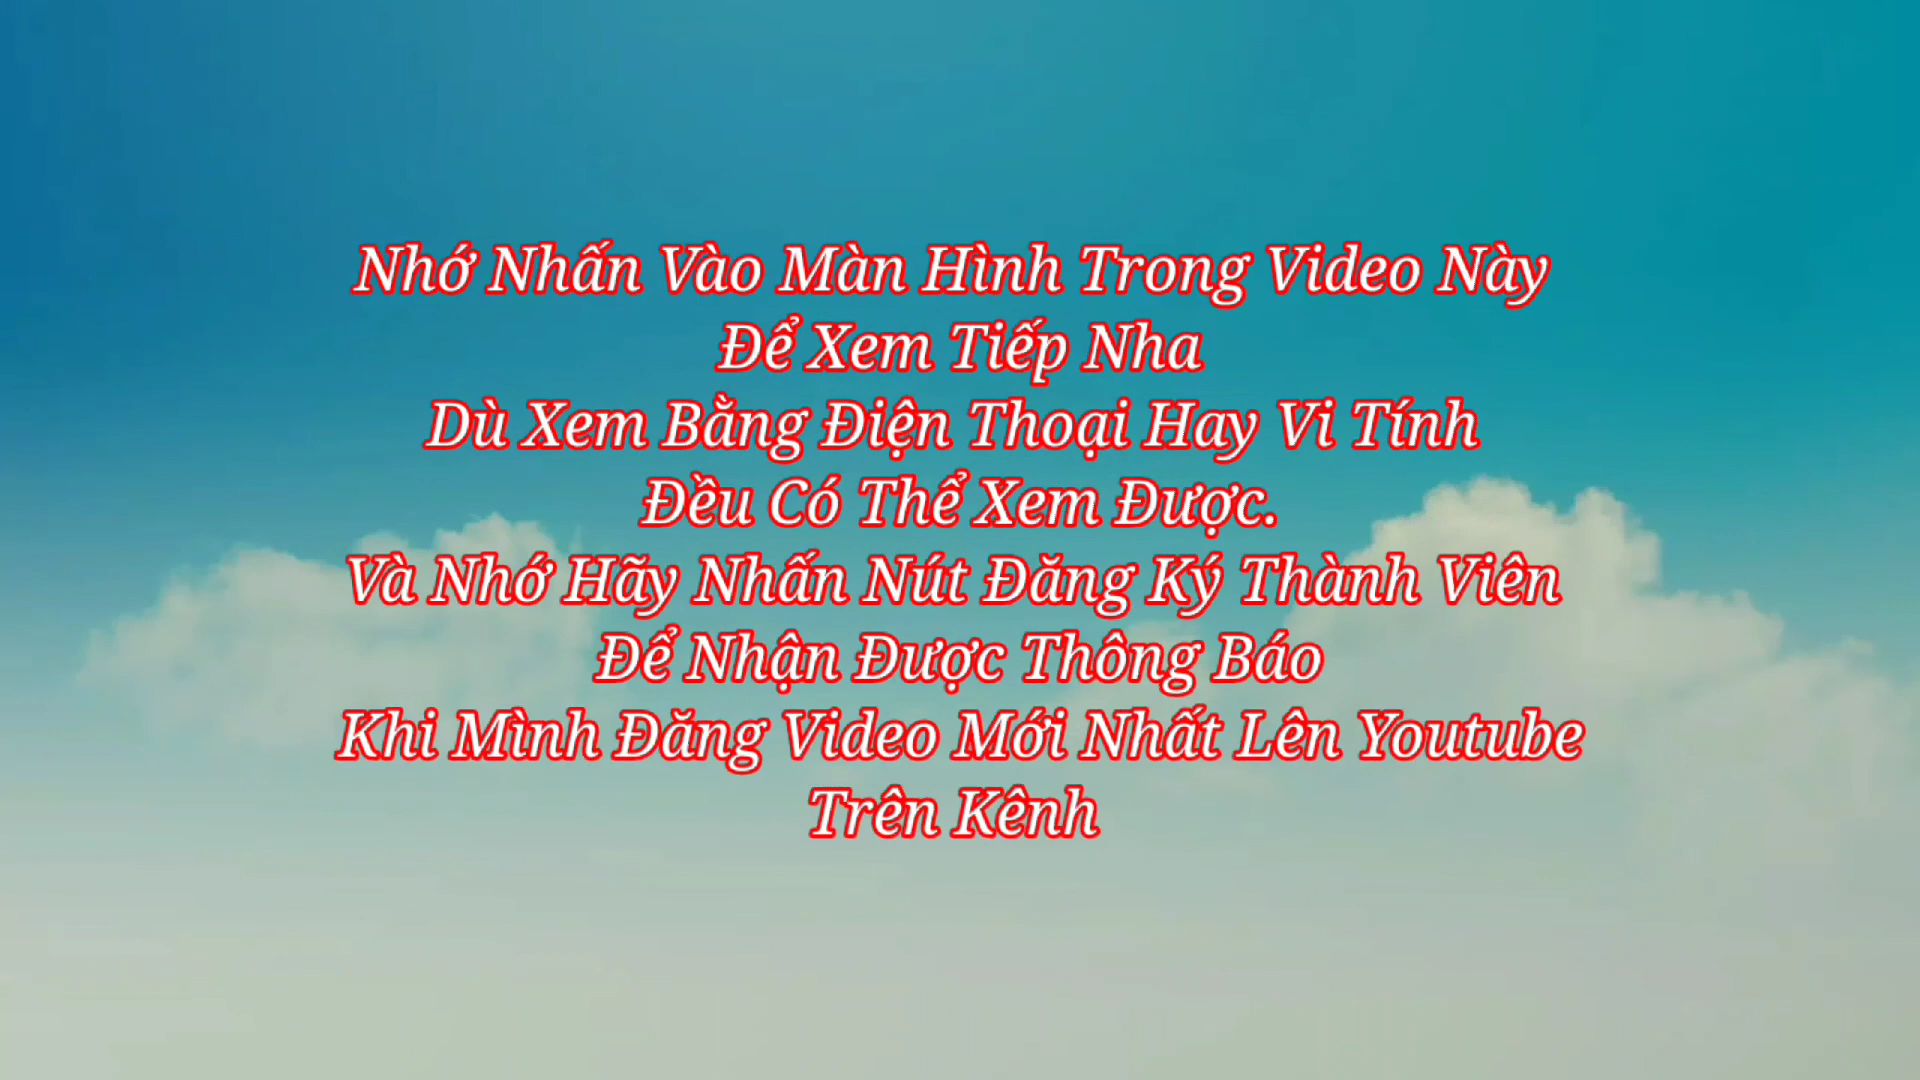 Nhớ Nhấn Vào Màn Hình Trong Video Này
Để Xem Tiếp Nha
Dù Xem Bằng Điện Thoại Hay Vi Tính
Đều Có Thể Xem Được.
Và Nhớ Hãy Nhấn Nút Đăng Ký Thành Viên
Để Nhận Được Thông Báo
Khi Mình Đăng Video Mới Nhất Lên Youtube
Trên Kênh